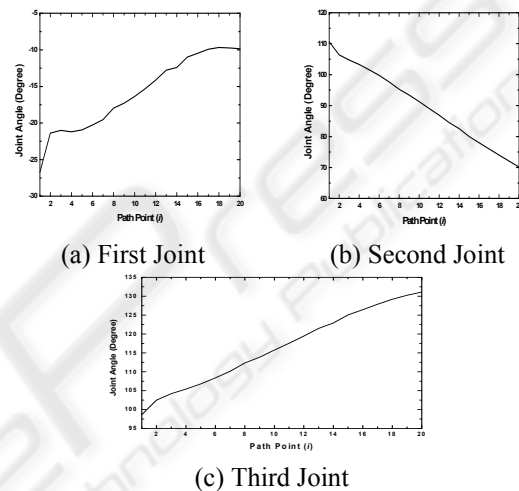 -5
-10
-15
-20
-25
-30
Joint Angle (Degree)
2 4 6 8 10 12 14 16 18 20
Path Point (i)
(a) First Joint
120
110
100
90
80
70
60
Joint Angle (Degree)
2 4 6 8 10 12 14 16 18 20
Path Point (i)
(b) Second Joint
135
130
125
120
115
110
105
100
95
Joint Angle (Degree)
2 4 6 8 10 12 14 16 18 20
Path Point (i)
(c) Third Joint